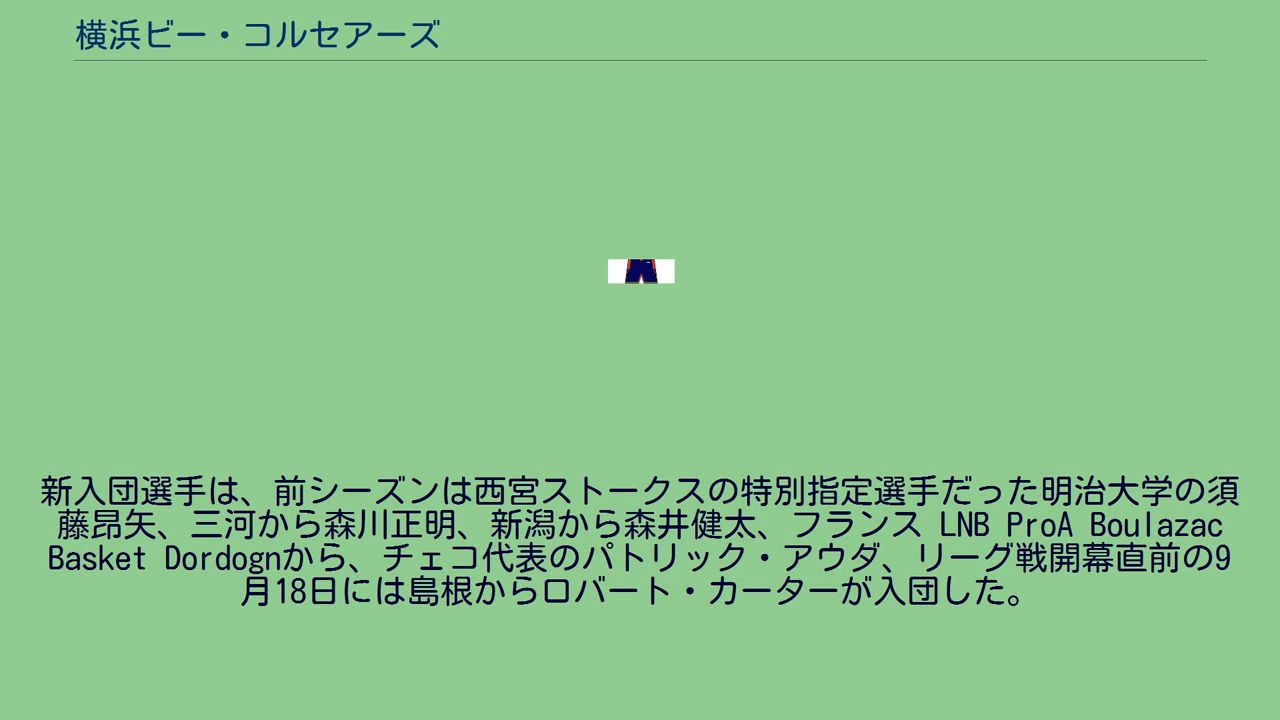 横浜ビー・コルセアーズ
新入団選手は、前シーズンは西宮ストークスの特別指定選手だった明治大学の須
藤昂矢、三河から森川正明、新潟から森井健太、フランス LNB ProA Boulazac
Basket Dordognから、チェコ代表のパトリック・アウダ、リーグ戦開幕直前の9
月18日には島根からロバート・カーターが入団した。